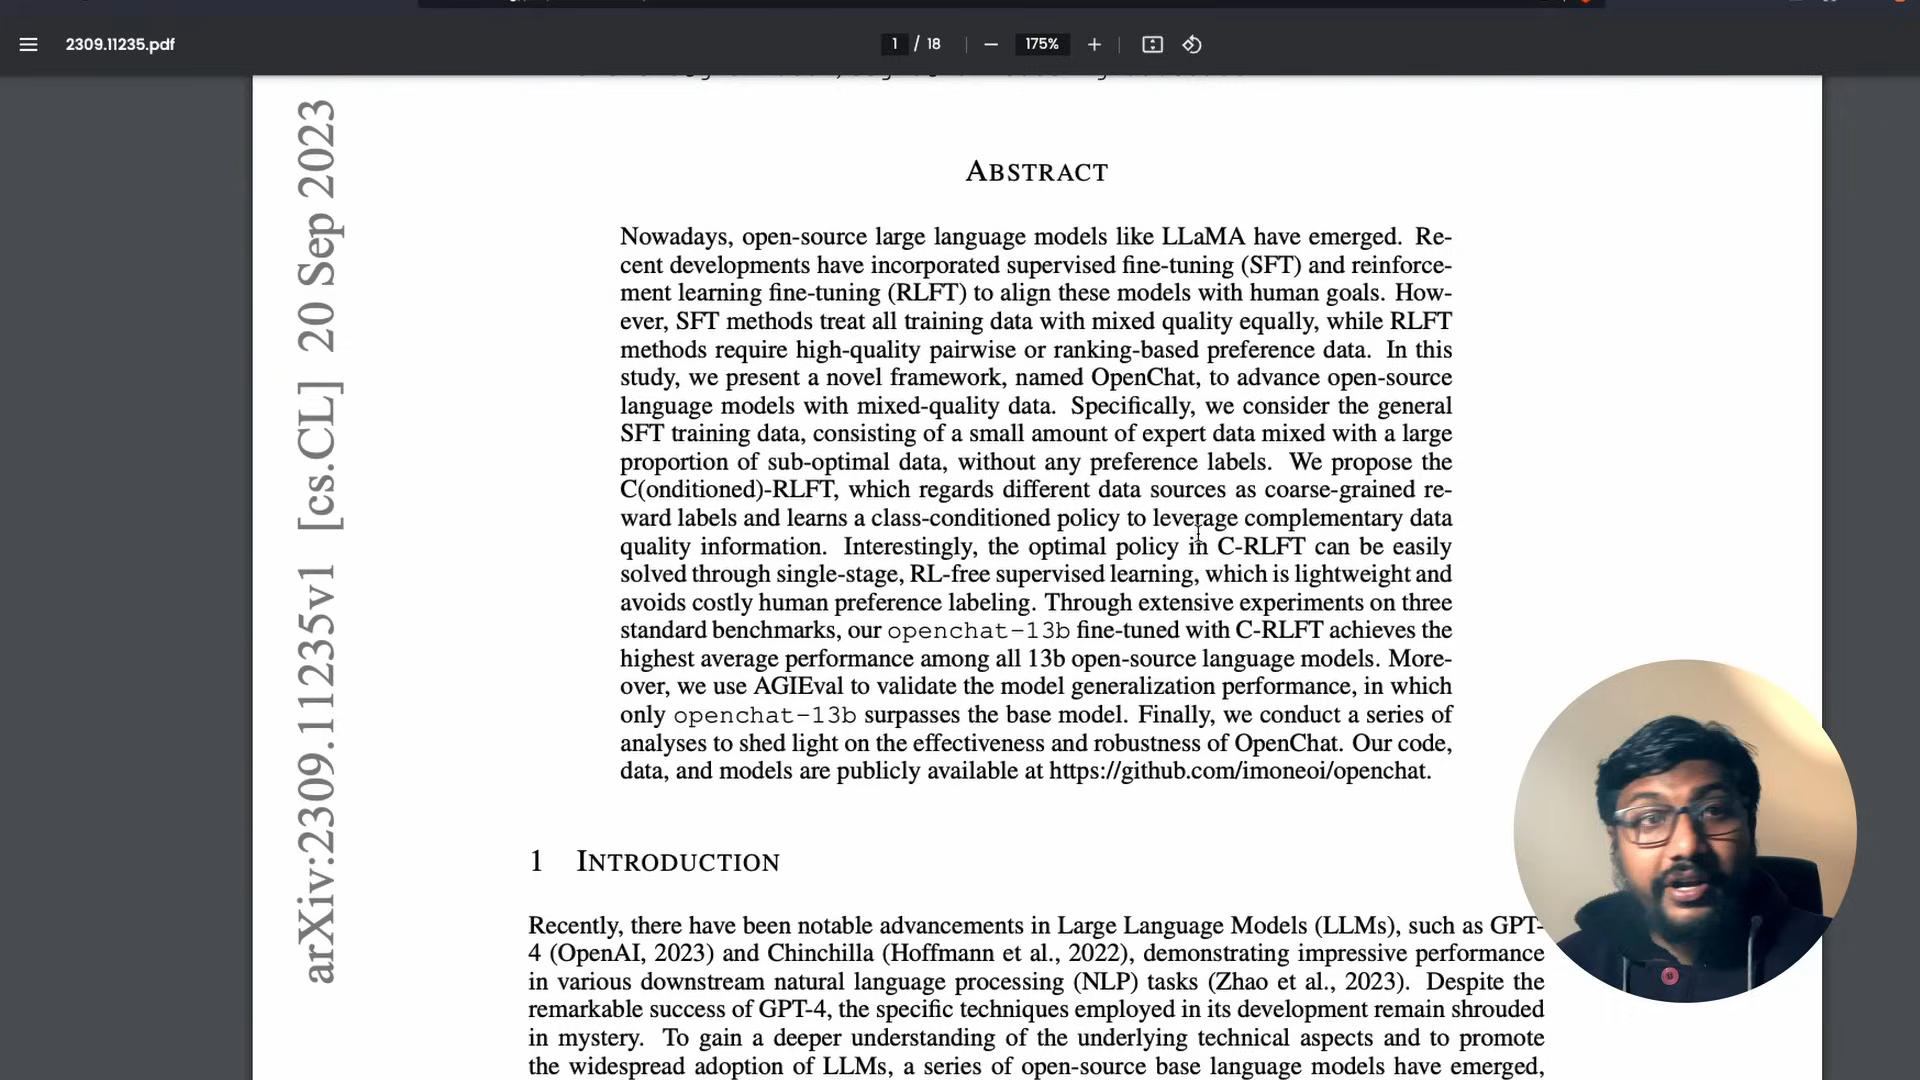 2309.11235.pdf
1 / 18
175%
arXiv:2309.11235v1 [cs.CL] 20 Sep 2023
ABSTRACT
Nowadays, open-source large language models like LLaMA have emerged. Re-
cent developments have incorporated supervised fine-tuning (SFT) and reinforce-
ment learning fine-tuning (RLFT) to align these models with human goals. How-
ever, SFT methods treat all training data with mixed quality equally, while RLFT
methods require high-quality pairwise or ranking-based preference data. In this
study, we present a novel framework, named OpenChat, to advance open-source
language models with mixed-quality data. Specifically, we consider the general
SFT training data, consisting of a small amount of expert data mixed with a large
proportion of sub-optimal data, without any preference labels. We propose the
C(onditioned)-RLFT, which regards different data sources as coarse-grained re-
ward labels and learns a class-conditioned policy to leverage complementary data
quality information. Interestingly, the optimal policy in C-RLFT can be easily
solved through single-stage, RL-free supervised learning, which is lightweight and
avoids costly human preference labeling. Through extensive experiments on three
standard benchmarks, our openchat-13b fine-tuned with C-RLFT achieves the
highest average performance among all 13b open-source language models. More-
over, we use AGIEval to validate the model generalization performance, in which
only openchat-13b surpasses the base model. Finally, we conduct a series of
analyses to shed light on the effectiveness and robustness of OpenChat. Our code,
data, and models are publicly available at https://github.com/imoneoi/openchat.
1 INTRODUCTION
Recently, there have been notable advancements in Large Language Models (LLMs), such as GPT-
4 (OpenAI, 2023) and Chinchilla (Hoffmann et al., 2022), demonstrating impressive performance
in various downstream natural language processing (NLP) tasks (Zhao et al., 2023). Despite the
remarkable success of GPT-4, the specific techniques employed in its development remain shrouded
in mystery. To gain a deeper understanding of the underlying technical aspects and to promote
the widespread adoption of LLMs, a series of open-source base language models have emerged,